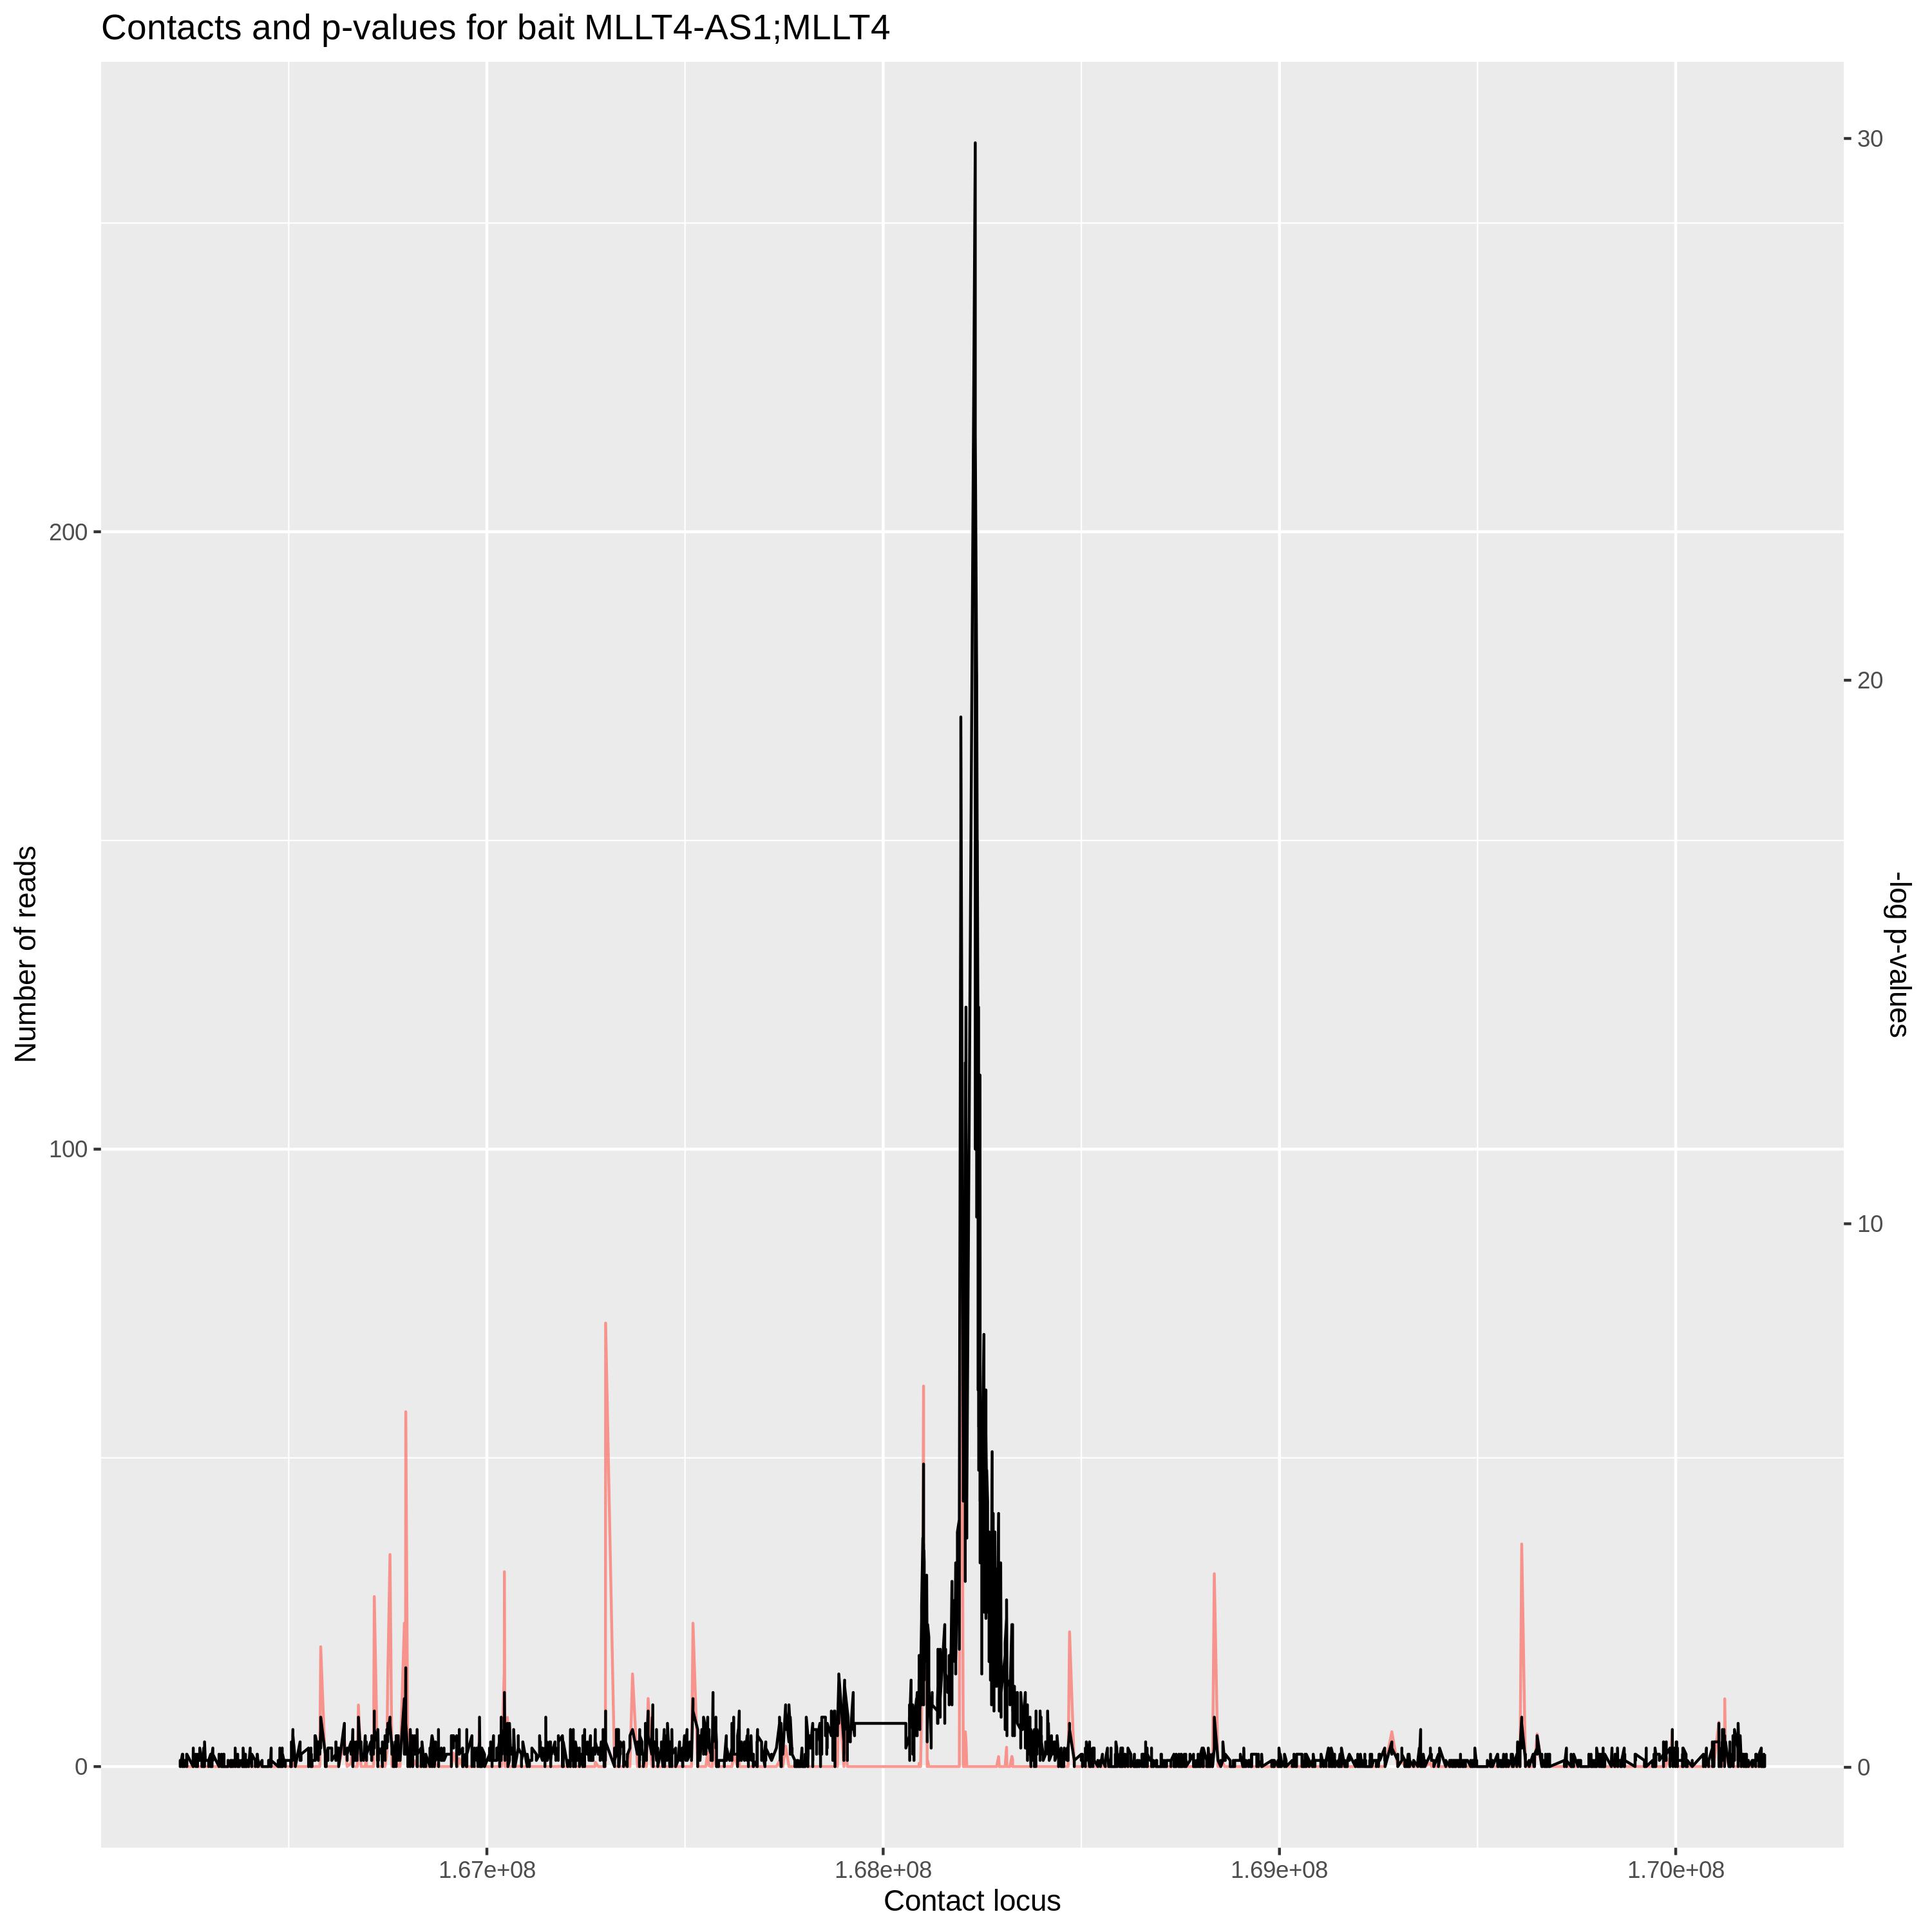 Contacts and p-values for bait MLLT4-AS1;MLLT4
30
200
20
Number of reads
-log p-values
100
10
0
0
1.67e+08
1.68e+08
1.69e+08
1.70e+08
Contact locus